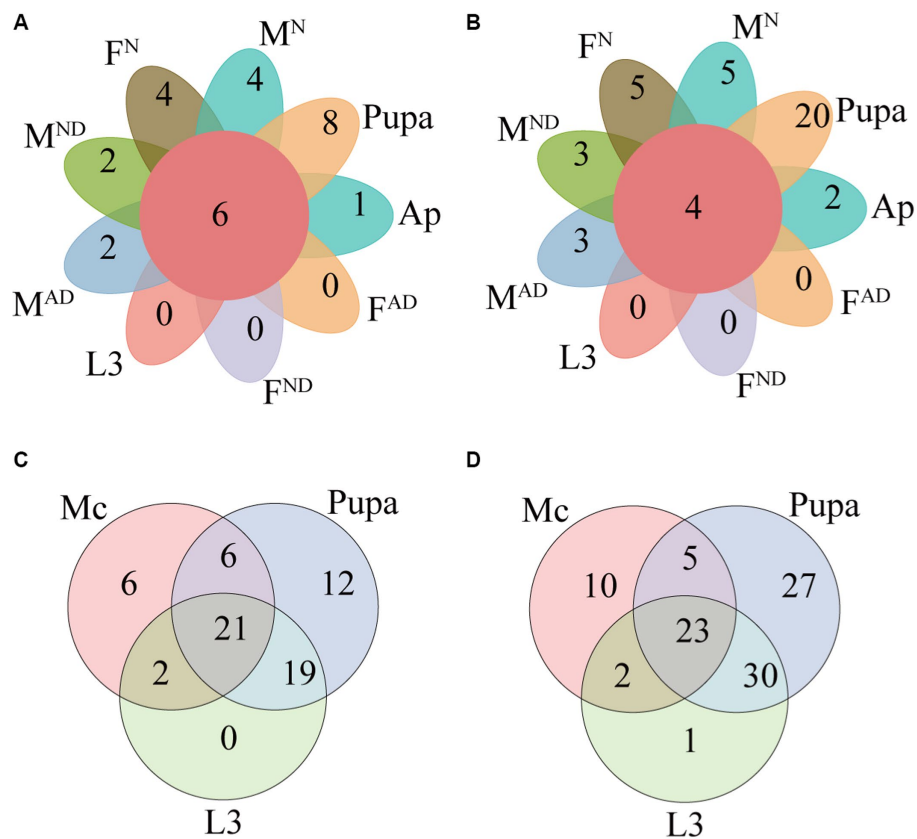 A
B
F^N
M^N
4
4
M^ND
8
Pupa
2
6
1
Ap
2
M^AD
0
0
0
F^AD
L3
F^ND
F^N
M^N
5
5
M^ND
20
Pupa
3
4
2
Ap
3
M^AD
0
0
0
F^AD
L3
F^ND
C
D
Mc
Pupa
6
6
12
21
2
19
0
L3
Mc
Pupa
5
10
27
23
2
30
1
L3